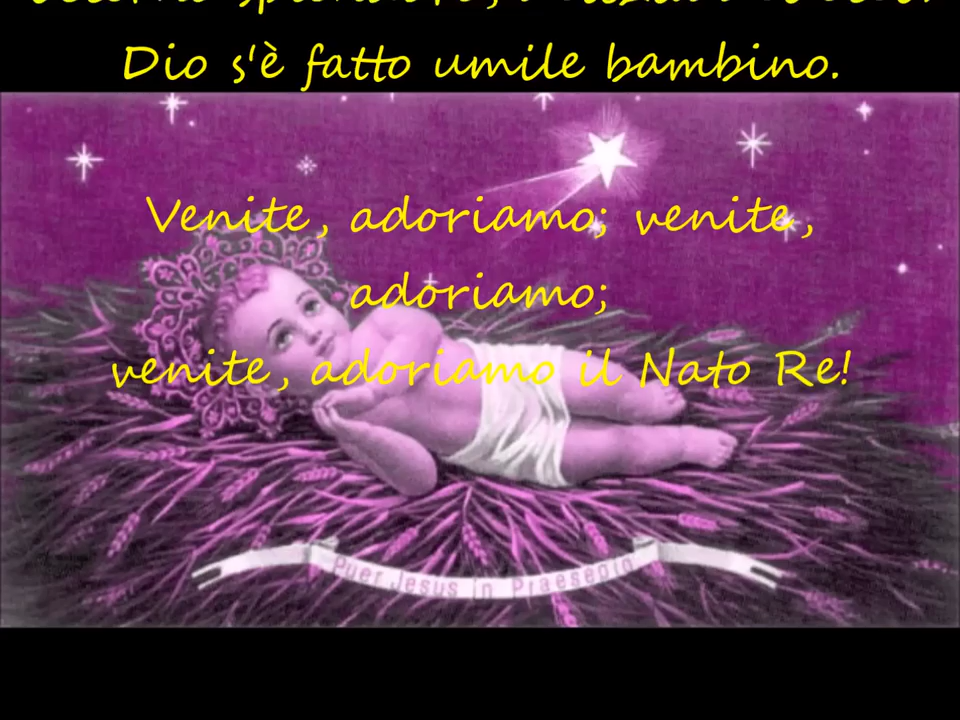 Dio s'è fatto umile bambino.
Venite, adoriamo; venite,
adoriamo;
venite, adoriamo il Nato Re!
Puer Jesus in Praesepio